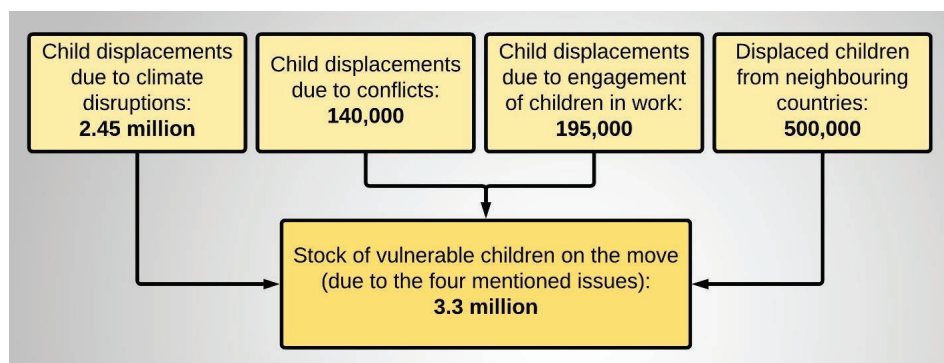 Child displacements
due to climate
disruptions:
2.45 million
Child displacements
due to conflicts:
140,000
Child displacements
due to engagement
of children in work:
195,000
Displaced children
from neighbouring
countries:
500,000
Stock of vulnerable children on the move
(due to the four mentioned issues):
3.3 million